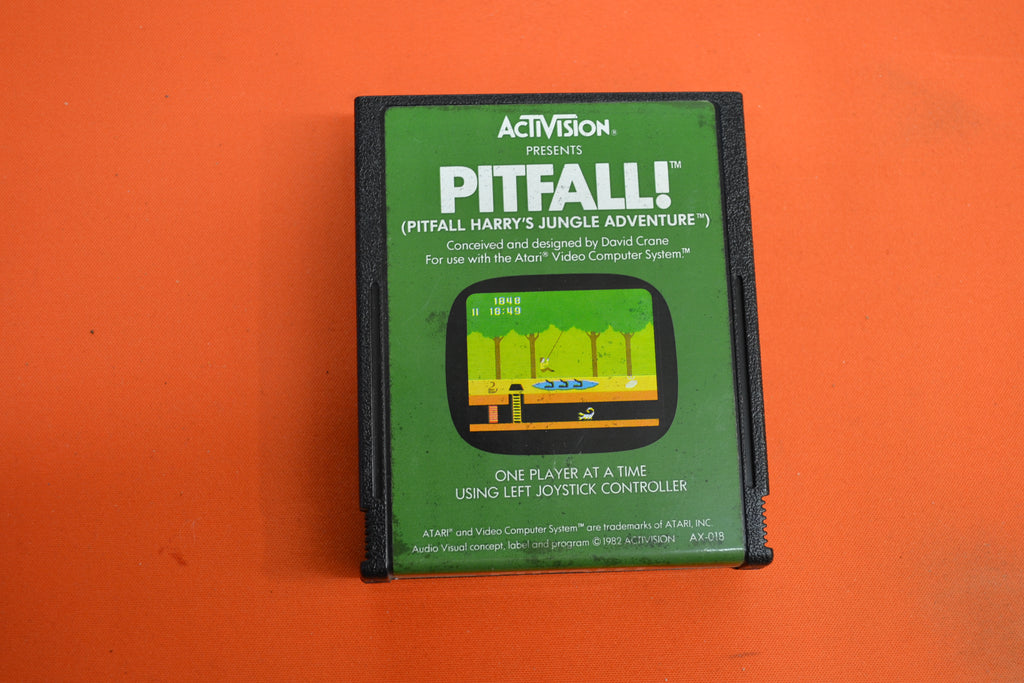 ACTIVISION®
PRESENTS
PITFALL!™
(PITFALL HARRY'S JUNGLE ADVENTURE™)
Conceived and designed by David Crane
For use with the Atari® Video Computer System.™
1848
18:49
ONE PLAYER AT A TIME
USING LEFT JOYSTICK CONTROLLER
ATARI® and Video Computer System™ are trademarks of ATARI, INC.
Audio Visual concept, label and program © 1982 ACTIVISION AX-018